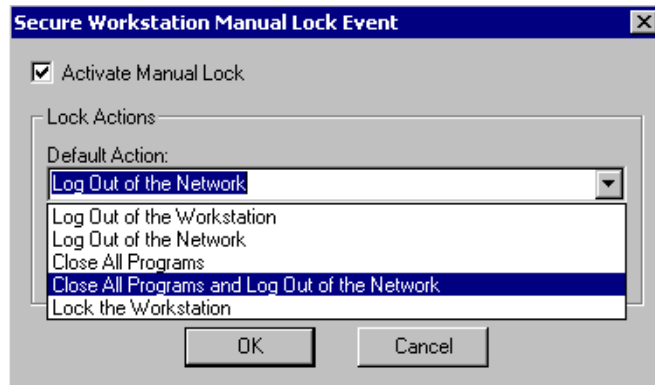 Secure Workstation Manual Lock Event
Activate Manual Lock
Lock Actions
Default Action:
Log Out of the Network
Log Out of the Workstation
Log Out of the Network
Close All Programs
Close All Programs and Log Out of the Network
Lock the Workstation
OK Cancel